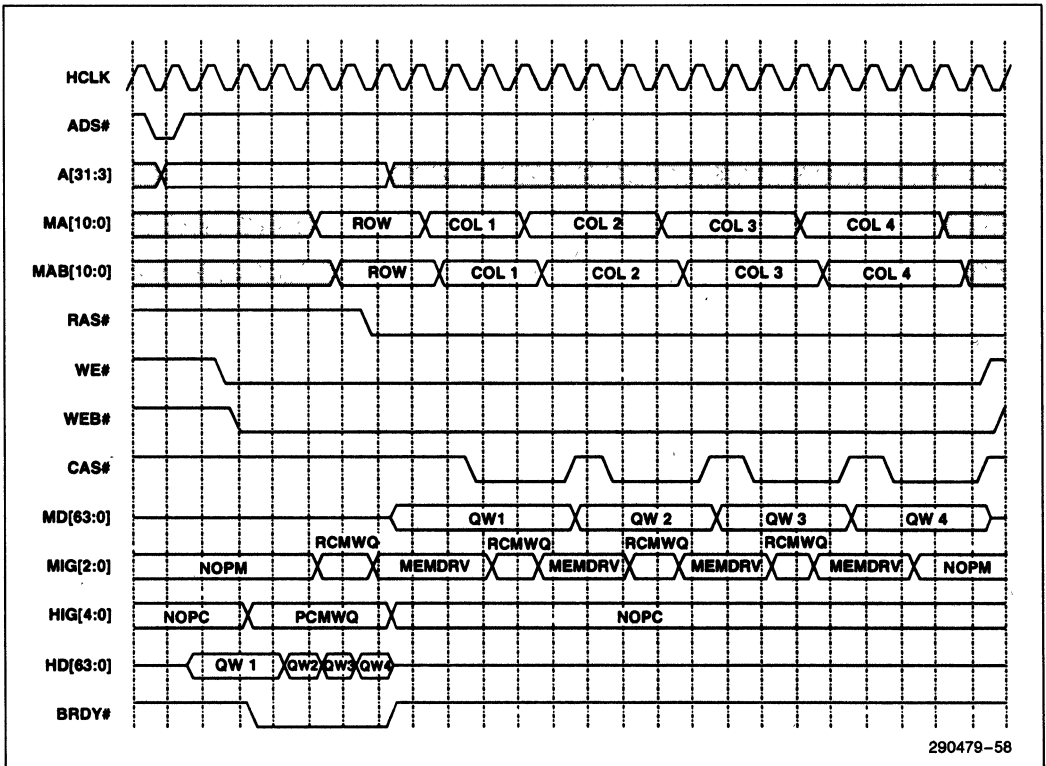 HCLK
ADS#
A[31:3]
MA[10:0] ROW COL 1 COL 2 COL 3 COL 4
MAB[10:0] ROW COL 1 COL 2 COL 3 COL 4
RAS#
WE#
WEB#
CAS#
MD[63:0] QW1 QW 2 QW 3 QW 4
RCMWQ RCMWQ RCMWQ RCMWQ
MIG[2:0] NOPM MEMDRV MEMDRV MEMDRV MEMDRV NOPM
HIG[4:0] NOPC PCMWQ NOPC
HD[63:0] QW 1 QW2 QW3 QW4
BRDY#
290479-58